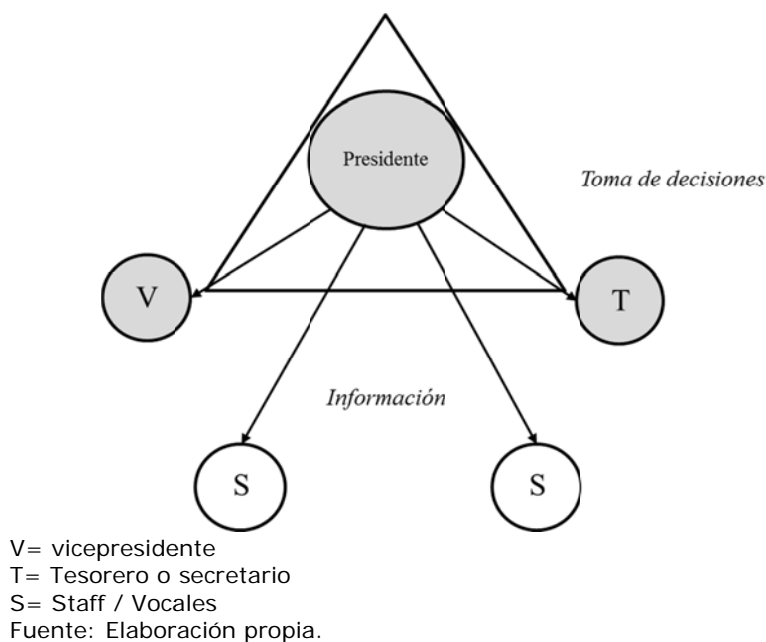 Presidente
Toma de decisiones
V
T
Información
S
S
V= vicepresidente
T= Tesorero o secretario
S= Staff / Vocales
Fuente: Elaboración propia.